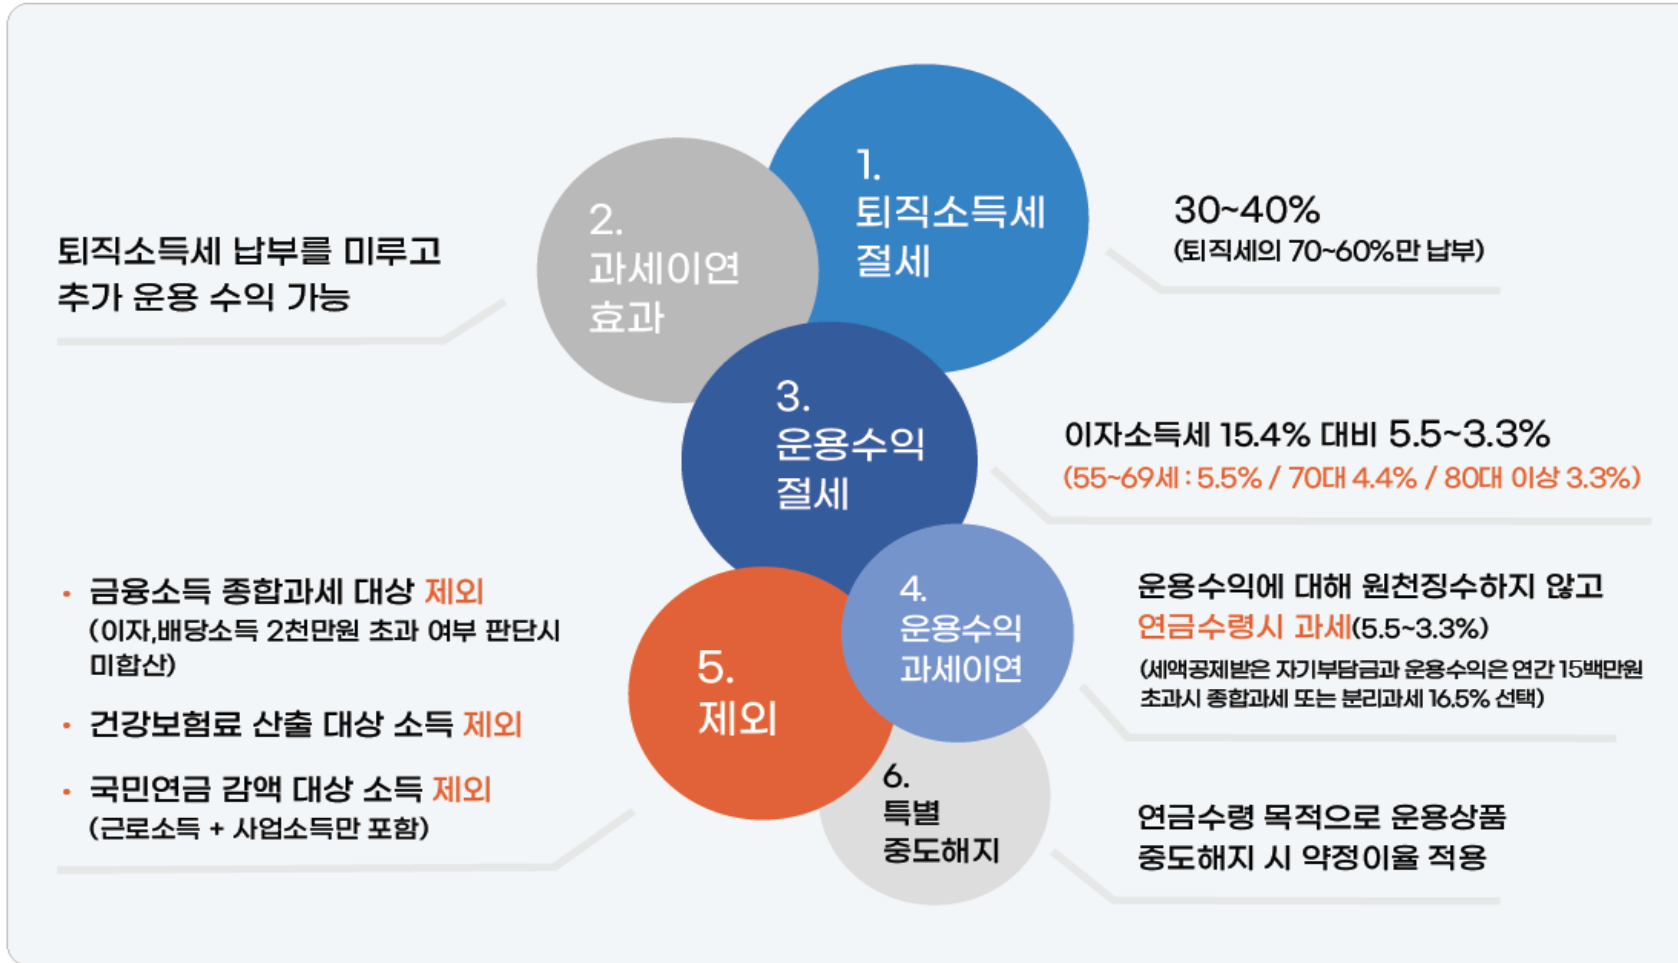 1.
퇴직소득세
절세
30~40%
(퇴직세의 70~60%만 납부)
2.
과세이연
효과
퇴직소득세 납부를 미루고
추가 운용 수익 가능
3.
운용수익
절세
이자소득세 15.4% 대비 5.5~3.3%
(55~69세 : 5.5% / 70대 4.4% / 80대 이상 3.3%)
4.
운용수익
과세이연
운용수익에 대해 원천징수하지 않고
연금수령시 과세(5.5~3.3%)
(세액공제받은 자기부담금과 운용수익은 연간 15백만원
초과시 종합과세 또는 분리과세 16.5% 선택)
5.
제외
• 금융소득 종합과세 대상 제외
(이자,배당소득 2천만원 초과 여부 판단시
미합산)
• 건강보험료 산출 대상 소득 제외
• 국민연금 감액 대상 소득 제외
(근로소득 + 사업소득만 포함)
6.
특별
중도해지
연금수령 목적으로 운용상품
중도해지 시 약정이율 적용